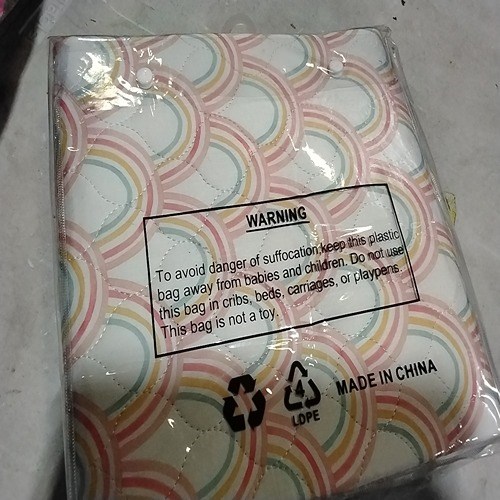 WARNING
To avoid danger of suffocation,keep this plastic
bag away from babies and children. Do not use
this bag in cribs, beds, carriages, or playpens.
This bag is not a toy.
4
LDPE
MADE IN CHINA